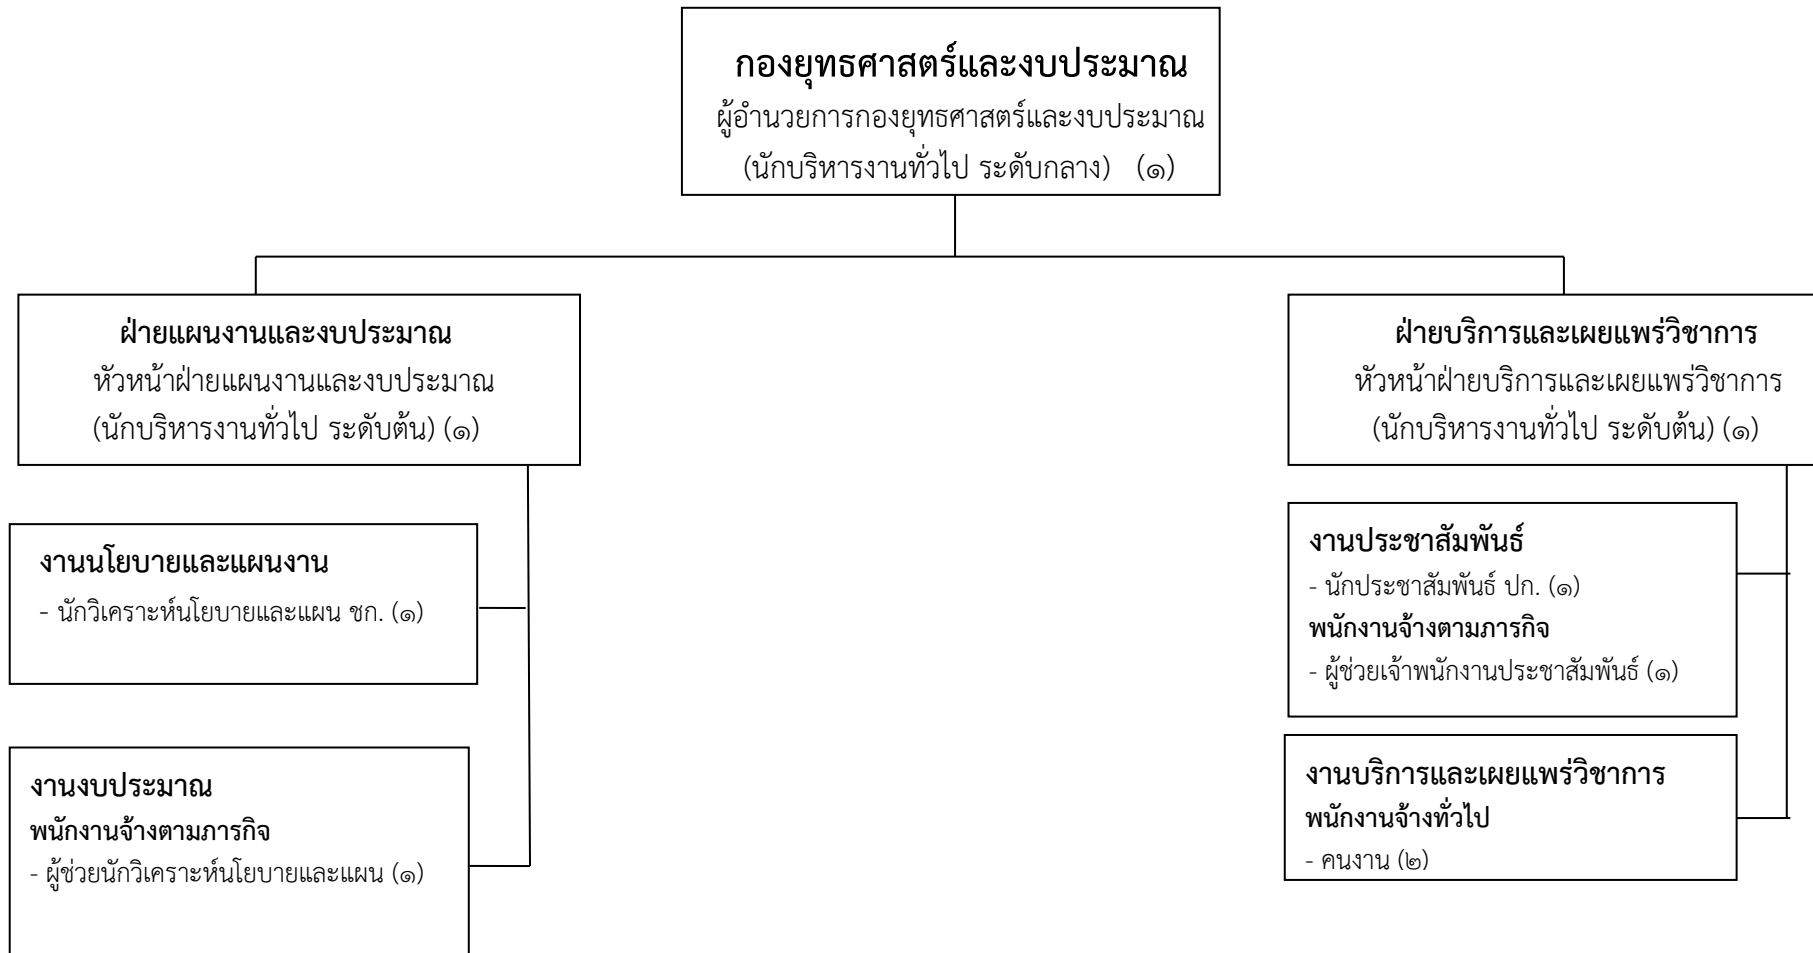 กองยุทธศาสตร์และงบประมาณ
ผู้อำนวยการกองยุทธศาสตร์และงบประมาณ
(นักบริหารงานทั่วไป ระดับกลาง) (๑)
ฝ่ายแผนงานและงบประมาณ
หัวหน้าฝ่ายแผนงานและงบประมาณ
(นักบริหารงานทั่วไป ระดับต้น) (๑)
งานนโยบายและแผนงาน
- นักวิเคราะห์นโยบายและแผน ชก. (๑)
งานงบประมาณ
พนักงานจ้างตามภารกิจ
- ผู้ช่วยนักวิเคราะห์นโยบายและแผน (๑)
ฝ่ายบริการและเผยแพร่วิชาการ
หัวหน้าฝ่ายบริการและเผยแพร่วิชาการ
(นักบริหารงานทั่วไป ระดับต้น) (๑)
งานประชาสัมพันธ์
- นักประชาสัมพันธ์ ปก. (๑)
พนักงานจ้างตามภารกิจ
- ผู้ช่วยเจ้าพนักงานประชาสัมพันธ์ (๑)
งานบริการและเผยแพร่วิชาการ
พนักงานจ้างทั่วไป
- คนงาน (๒)